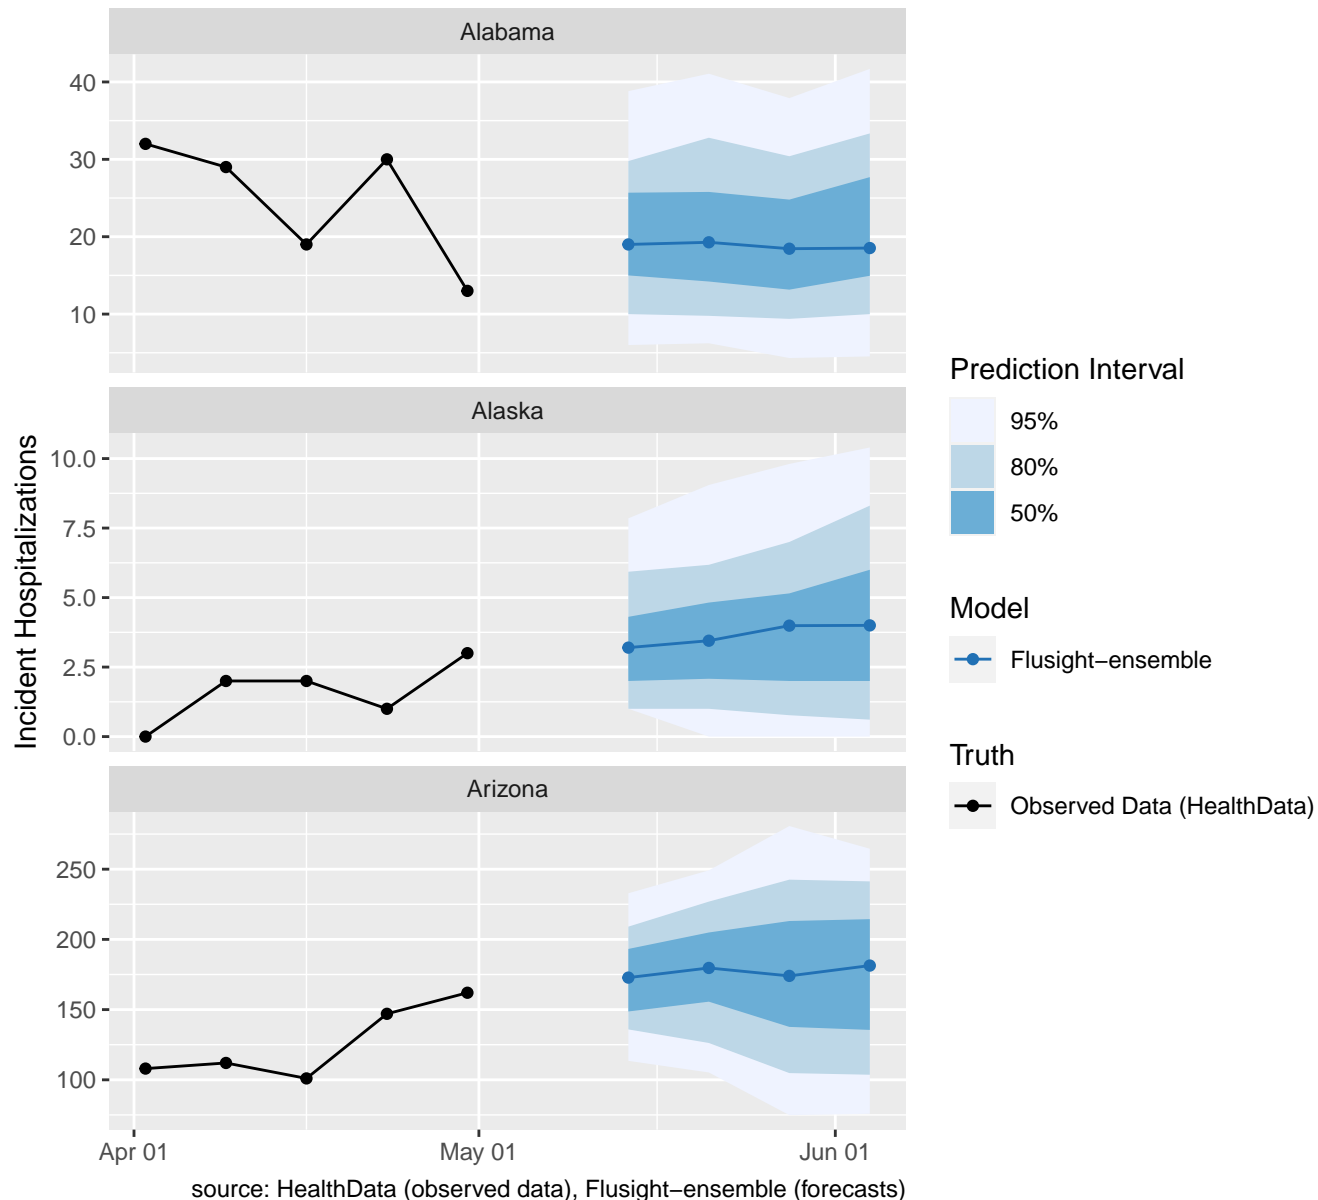 Alabama
40
30
20
10
Alaska
10.0
7.5
5.0
2.5
0.0
Arizona
250
200
150
100
Apr 01 May 01 Jun 01
Incident Hospitalizations
source: HealthData (observed data), Flusight−ensemble (forecasts)
Prediction Interval
95%
80%
50%
Model
Flusight−ensemble
Truth
Observed Data (HealthData)